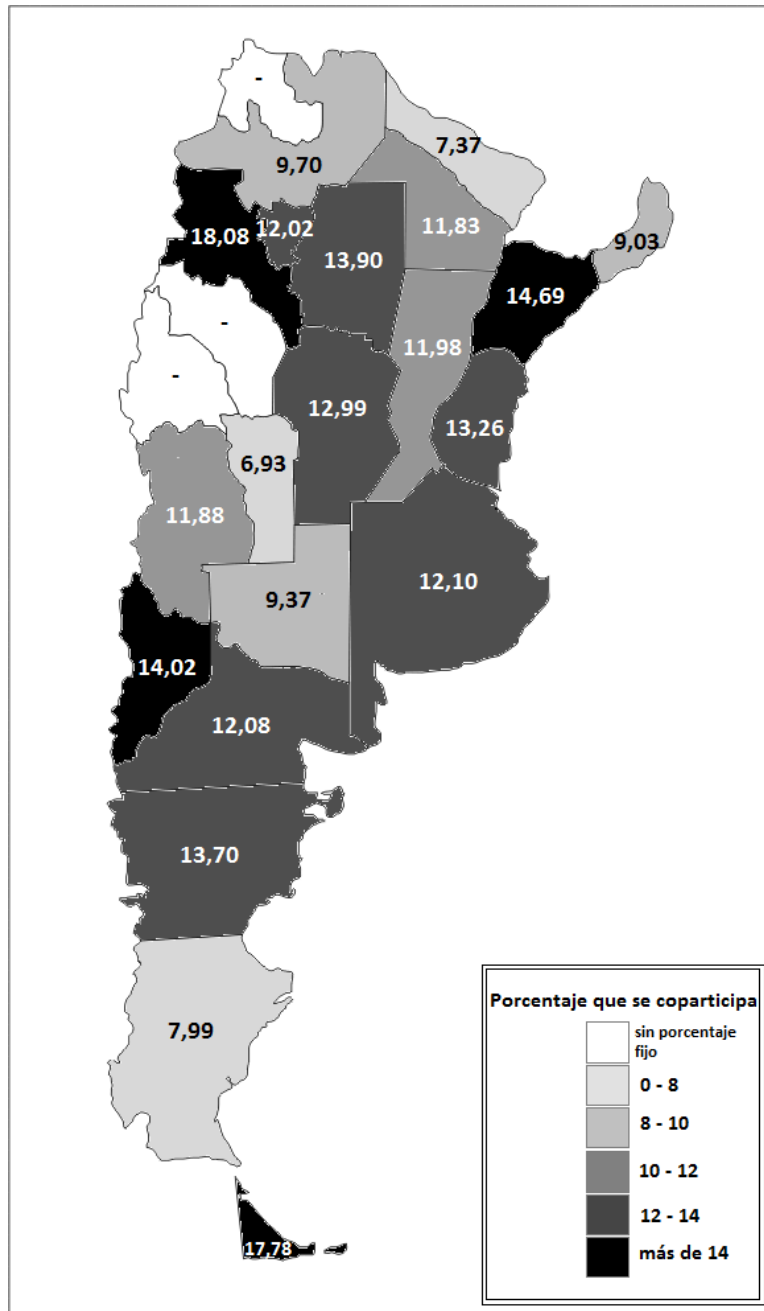 -
7,37
9,70
11,83
9,03
12,02
18,08
13,90
14,69
-
11,98
-
12,99
13,26
6,93
11,88
12,10
9,37
14,02
12,08
13,70
7,99
17,78
Porcentaje que se coparticipa
sin porcentaje
fijo
0 - 8
8 - 10
10 - 12
12 - 14
más de 14